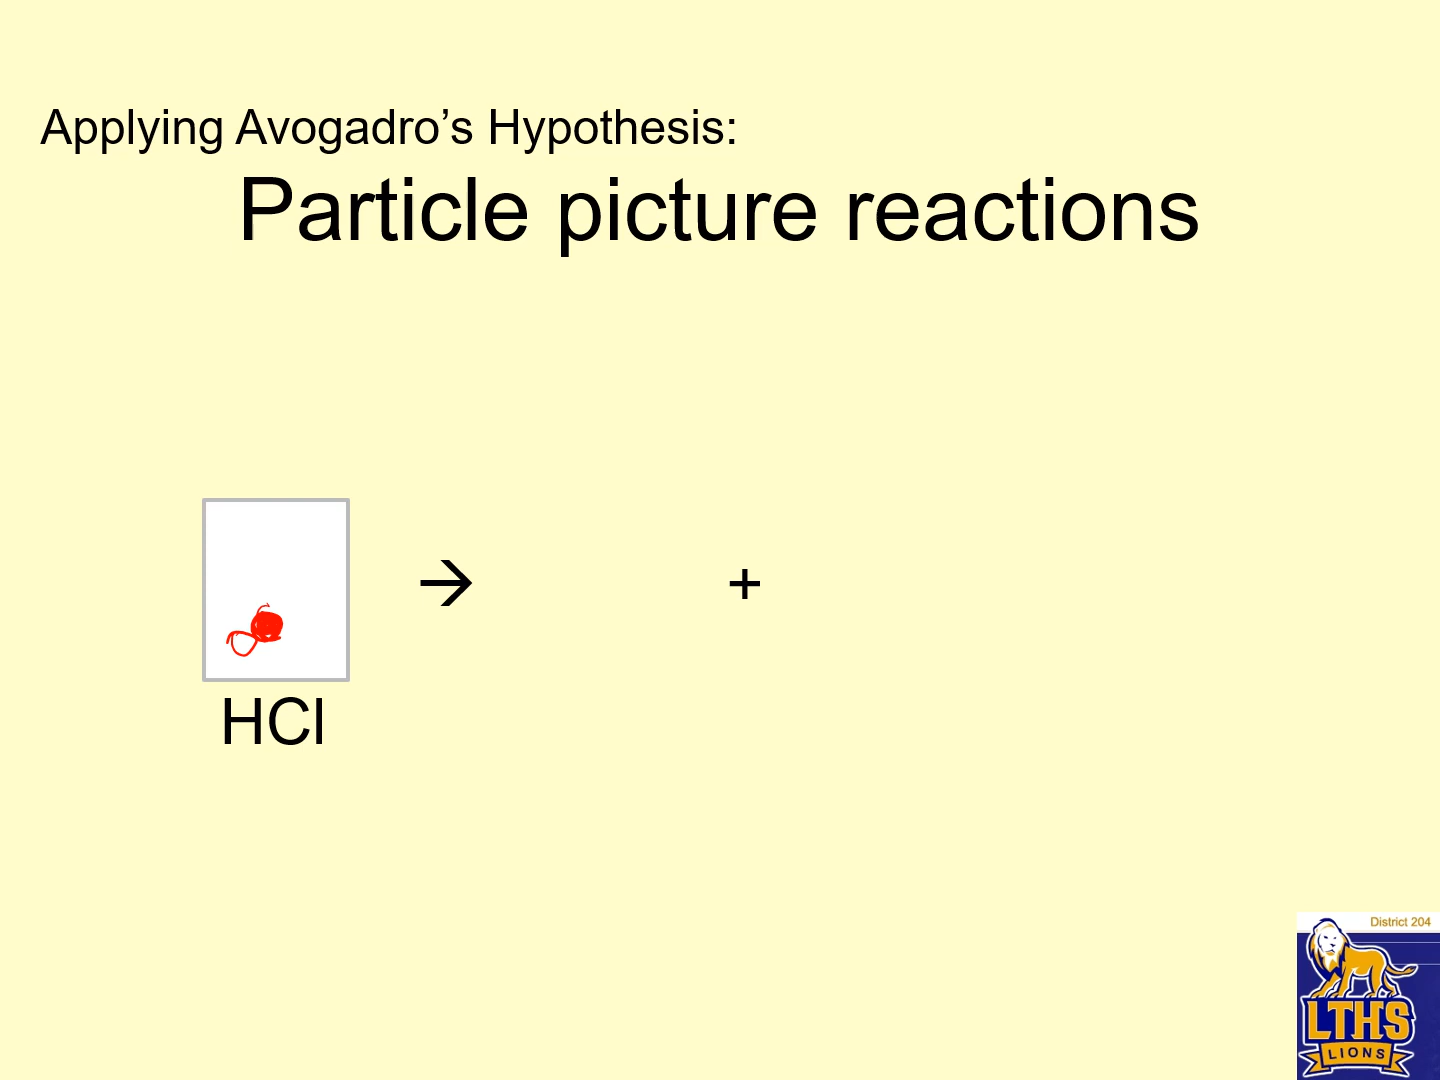 Applying Avogadro’s Hypothesis:
Particle picture reactions
→ +
HCl
District 204
LTHS
LIONS